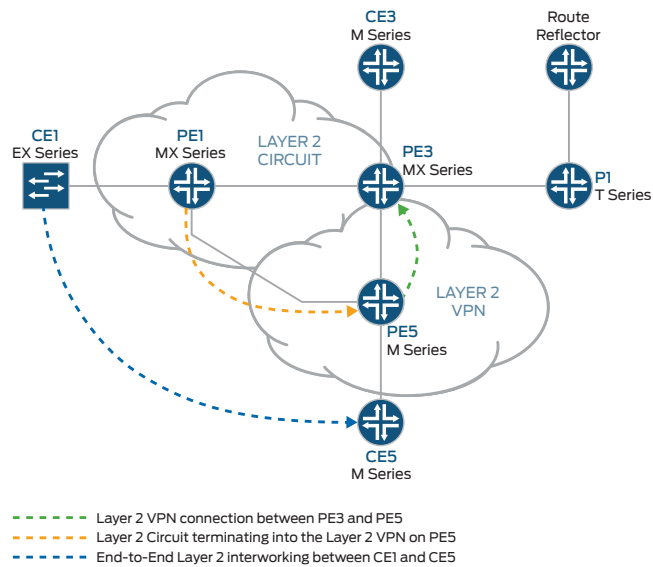 CE3
M Series
Route
Reflector
CE1
EX Series
PE1
MX Series
LAYER 2
CIRCUIT
PE3
MX Series
P1
T Series
LAYER 2
VPN
PE5
M Series
CE5
M Series
Layer 2 VPN connection between PE3 and PE5
Layer 2 Circuit terminating into the Layer 2 VPN on PE5
End-to-End Layer 2 interworking between CE1 and CE5